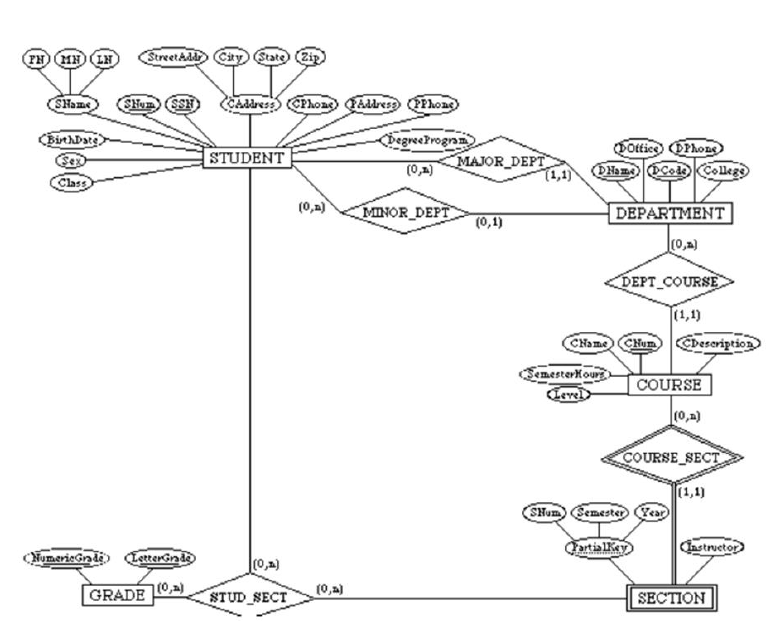 StreetAddr City State Zip
FN MN LN
SName SNum SSN CAddress CPhone PAddress PPhone
BirthDate DegreeProgram
Sex
Class
STUDENT
(0,n) MAJOR_DEPT (1,1)
(0,n) MINOR_DEPT (0,1)
DOffice DPhone
DName DCode College
DEPARTMENT
(0,n)
DEPT_COURSE
(1,1)
CName CNum CDescription
SemesterHours
Level
COURSE
(0,n)
COURSE_SECT
(1,1)
SNum Semester Year
PartialKey Instructor
SECTION
NumericGrade LetterGrade
GRADE
(0,n) STUD_SECT (0,n)
(0,n)